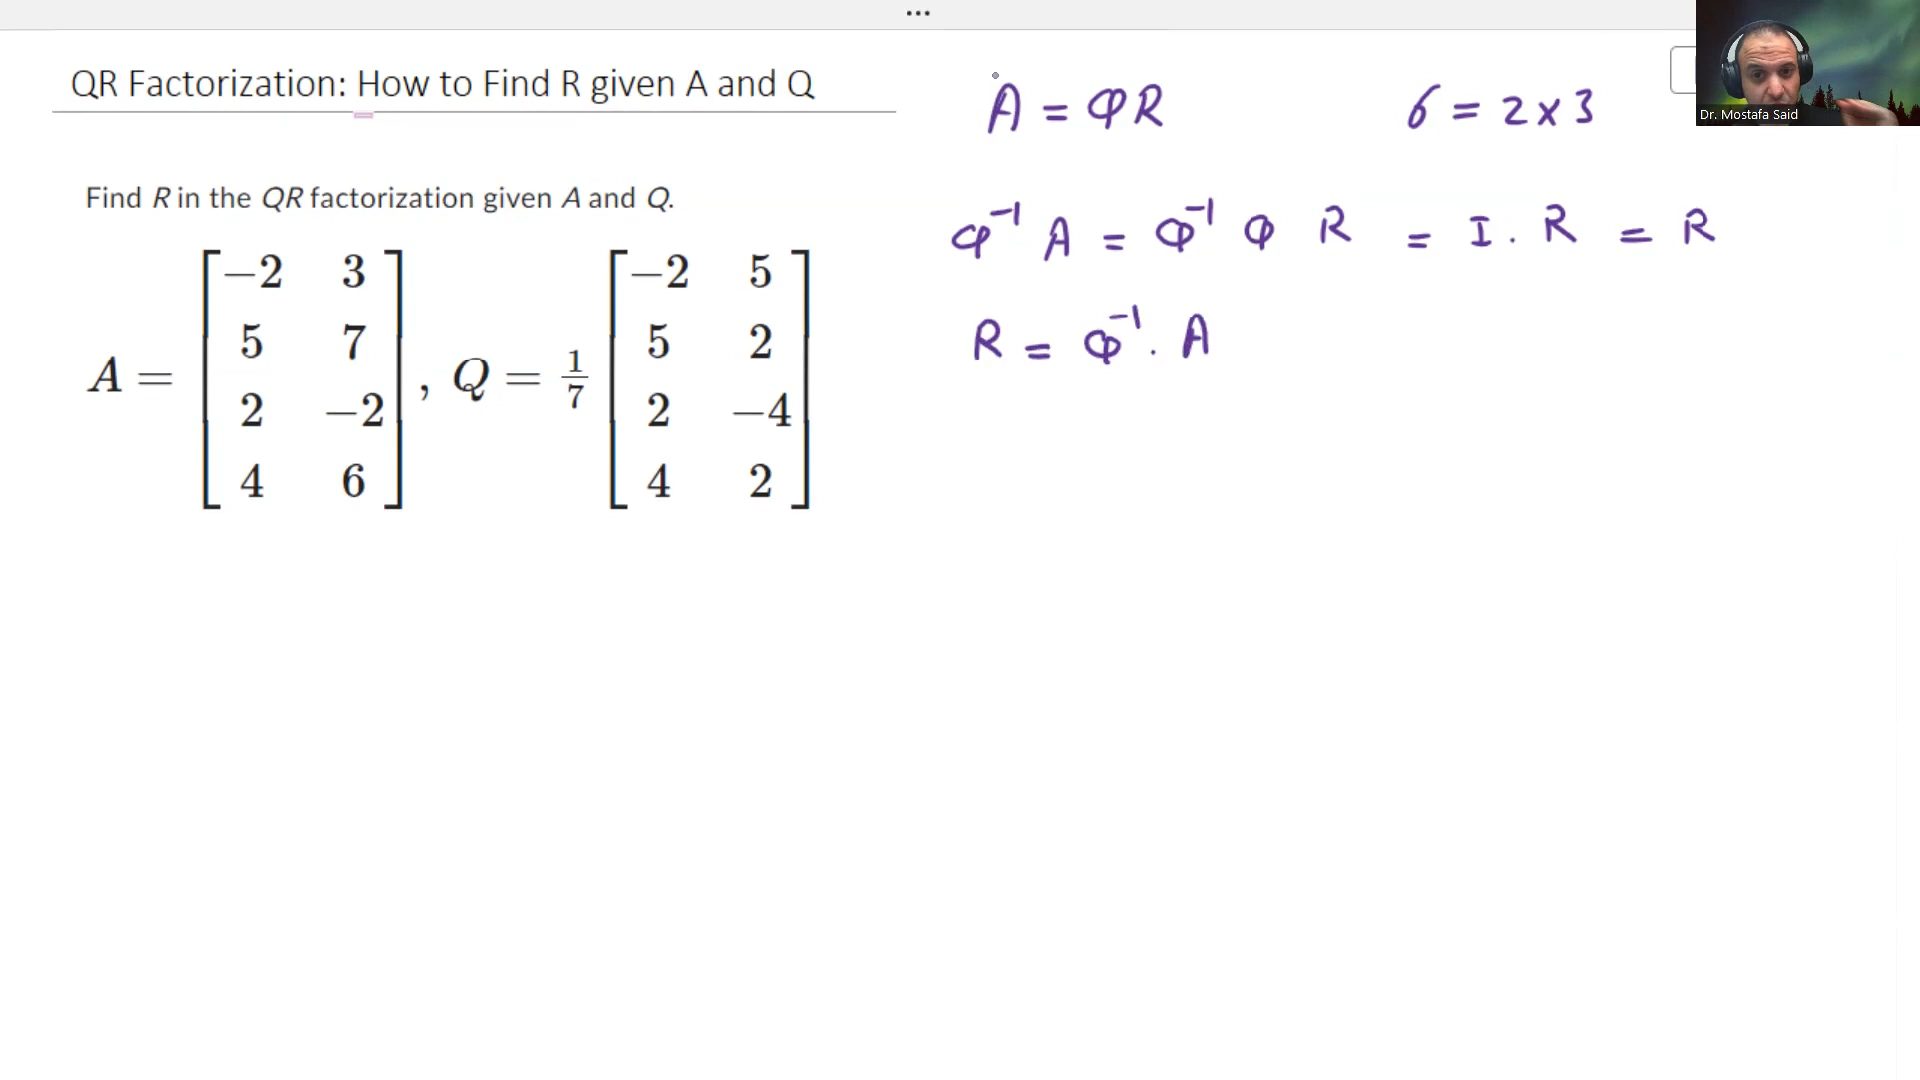 ...
QR Factorization: How to Find R given A and Q
Find R in the QR factorization given A and Q.
A = [−2 3
5 7
2 −2
4 6], Q = 1/7 [−2 5
5 2
2 −4
4 2]
A = QR
6 = 2 x 3
Q⁻¹ A = Q⁻¹ Q R = I . R = R
R = Q⁻¹ . A
Dr. Mostafa Said